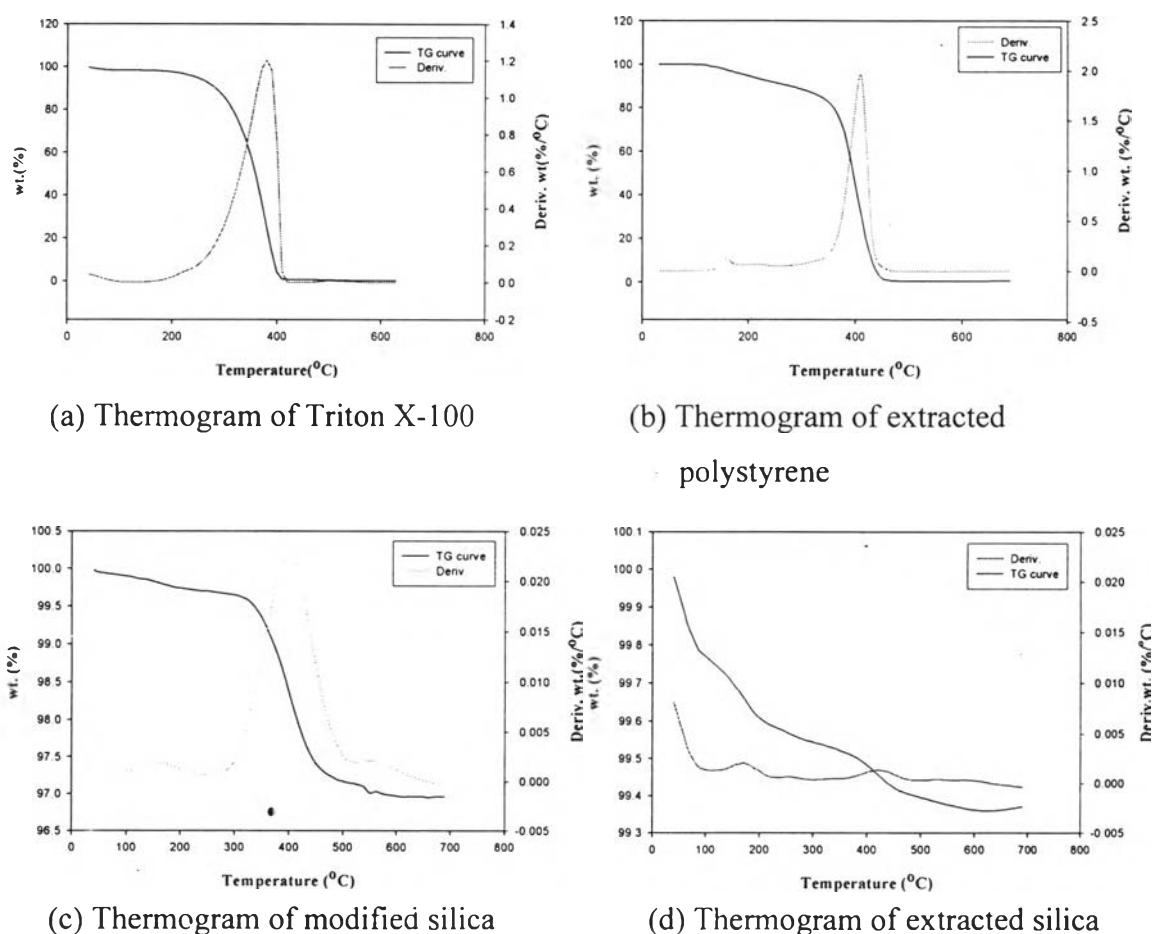 120
100
80
60
40
20
0
wt.(%)
TG curve
Deriv.
1.4
1.2
1.0
0.8
0.6
0.4
0.2
0.0
-0.2
Deriv. wt(%/°C)
0 200 400 600 800
Temperature(°C)
(a) Thermogram of Triton X-100
120
100
80
60
40
20
0
wt. (%)
Deriv.
TG curve
2.5
2.0
1.5
1.0
0.5
0.0
-0.5
Deriv. wt. (%/°C)
0 200 400 600 800
Temperature (°C)
(b) Thermogram of extracted
polystyrene
100.5
100.0
99.5
99.0
98.5
98.0
97.5
97.0
96.5
wt. (%)
TG curve
Deriv
0.025
0.020
0.015
0.010
0.005
0.000
-0.005
Deriv.wt.(%/°C)
0 100 200 300 400 500 600 700 800
Temperature (°C)
(c) Thermogram of modified silica
100.1
100.0
99.9
99.8
99.7
99.6
99.5
99.4
99.3
wt. (%)
Deriv.
TG curve
0.025
0.020
0.015
0.010
0.005
0.000
-0.005
Deriv.wt.(%/°C)
0 100 200 300 400 500 600 700 800
Temperature (°C)
(d) Thermogram of extracted silica